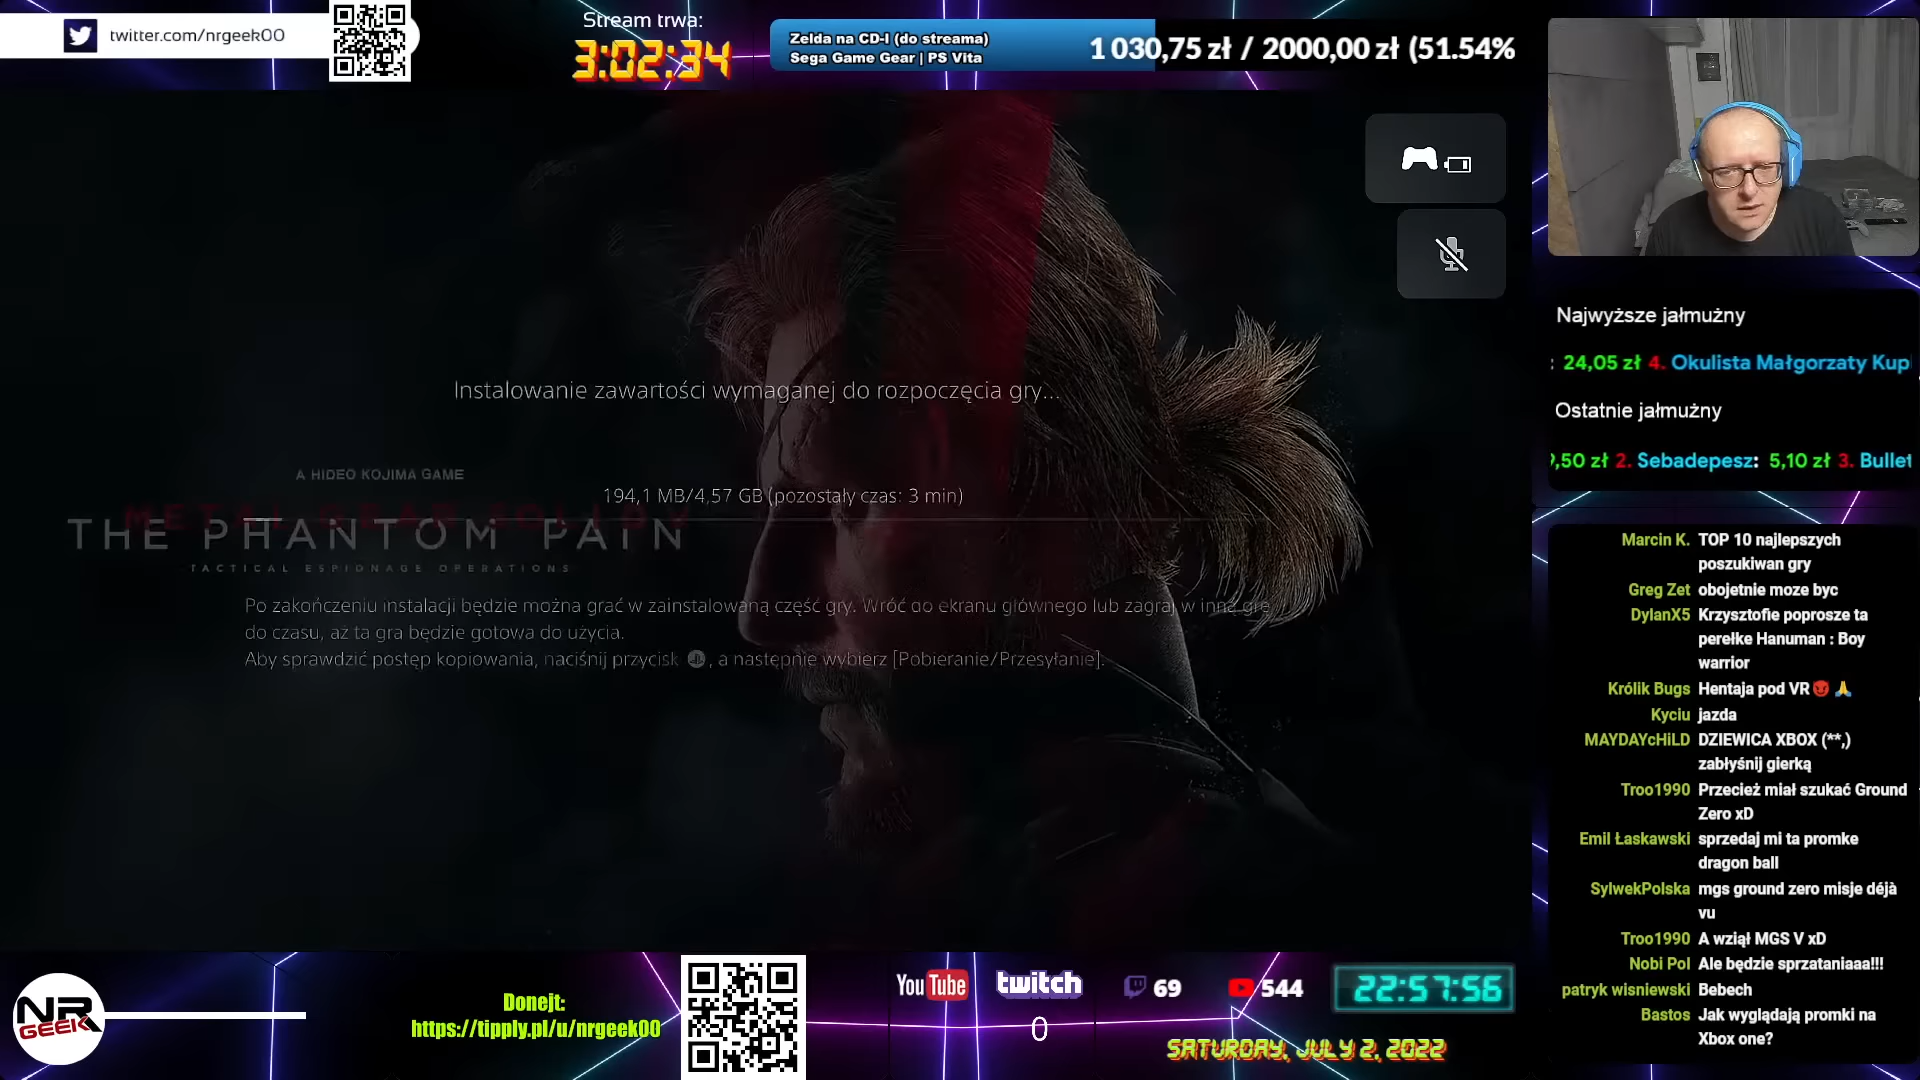 twitter.com/nrgeek00
Stream trwa:
3:02:34
Zelda na CD-I (do streama)
Sega Game Gear | PS Vita
1 030,75 zł / 2000,00 zł (51.54%
Instalowanie zawartości wymaganej do rozpoczęcia gry...
A HIDEO KOJIMA GAME
194,1 MB/4,57 GB (pozostały czas: 3 min)
THE PHANTOM PAIN
TACTICAL ESPIONAGE OPERATIONS
Po zakończeniu instalacji będzie można grać w zainstalowaną część gry. Wróć do ekranu głównego lub zagraj w inną grę
do czasu, aż ta gra będzie gotowa do użycia.
Aby sprawdzić postęp kopiowania, naciśnij przycisk , a następnie wybierz [Pobieranie/Przesyłanie].
Najwyższe jałmużny
: 24,05 zł 4. Okulista Małgorzaty Kup
Ostatnie jałmużny
,50 zł 2. Sebadepesz: 5,10 zł 3. Bullet
Marcin K. TOP 10 najlepszych
poszukiwan gry
Greg Zet obojetnie moze byc
DylanX5 Krzysztofie poprosze ta
perełke Hanuman : Boy
warrior
Królik Bugs Hentaja pod VR
Kyciu jazda
MAYDAYcHiLD DZIEWICA XBOX (**,)
zabłyśnij gierką
Troo1990 Przecież miał szukać Ground
Zero xD
Emil Łaskawski sprzedaj mi ta promke
dragon ball
SylwekPolska mgs ground zero misje déjà
vu
Troo1990 A wziął MGS V xD
Nobi Pol Ale będzie sprzataniaaa!!!
patryk wisniewski Bebech
Bastos Jak wyglądają promki na
Xbox one?
NR
GEEK
Donejt:
https://tipply.pl/u/nrgeek00
YouTube
twitch
69
544
0
22:57:56
SATURDAY, JULY 2, 2022